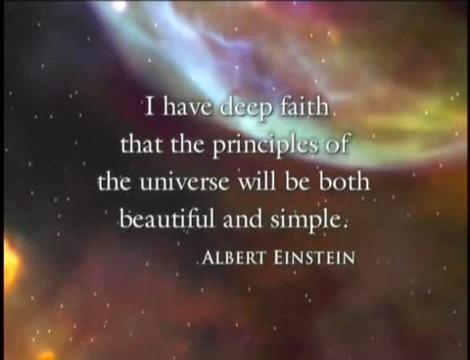 I have deep faith
that the principles of
the universe will be both
beautiful and simple.
ALBERT EINSTEIN